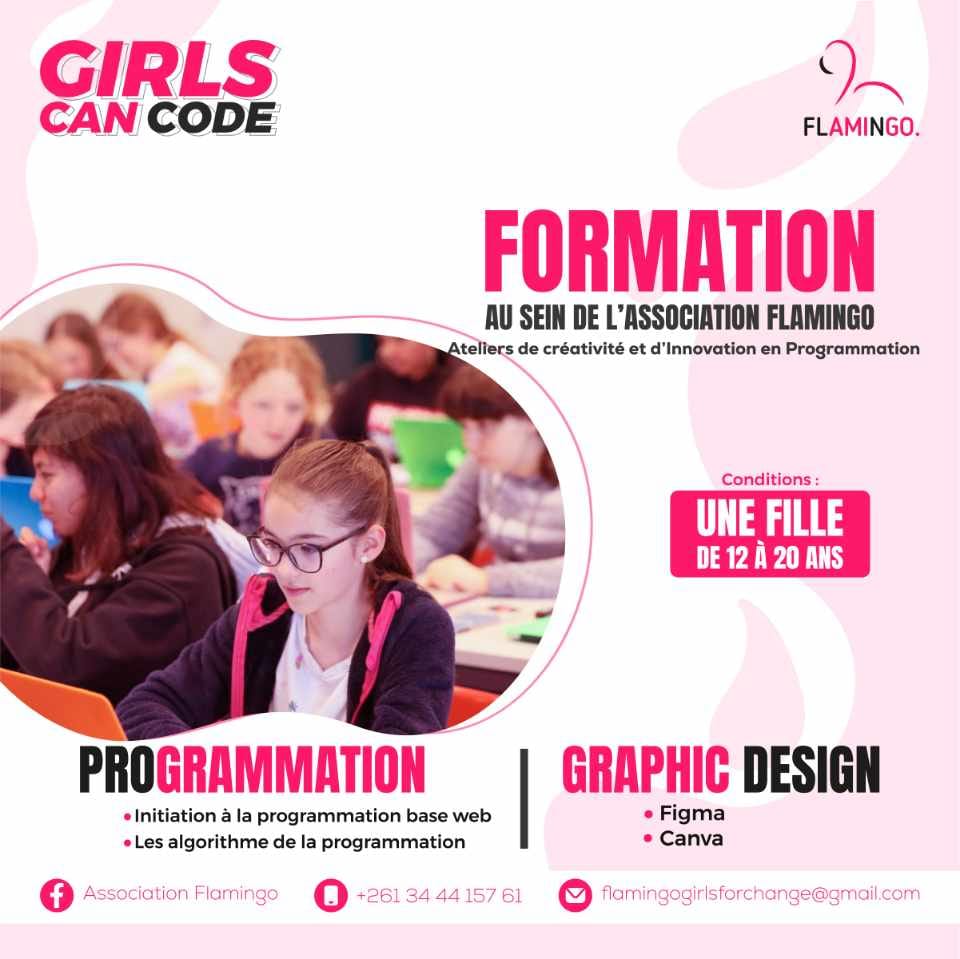 GIRLS
CAN CODE
FLAMINGO.
FORMATION
AU SEIN DE L'ASSOCIATION FLAMINGO
Ateliers de créativité et d'Innovation en Programmation
Conditions :
UNE FILLE
DE 12 À 20 ANS
PROGRAMMATION
• Initiation à la programmation base web
• Les algorithme de la programmation
GRAPHIC DESIGN
• Figma
• Canva
Association Flamingo
+261 34 44 157 61
flamingogirlsforchange@gmail.com